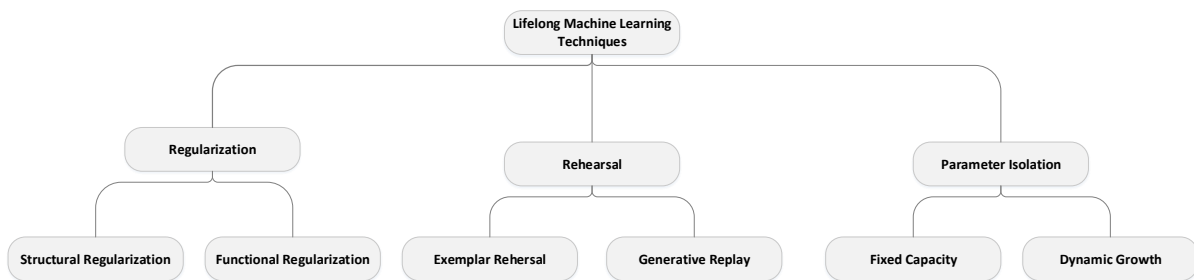 Lifelong Machine Learning
Techniques
Regularization
Rehearsal
Parameter Isolation
Structural Regularization
Functional Regularization
Exemplar Rehersal
Generative Replay
Fixed Capacity
Dynamic Growth